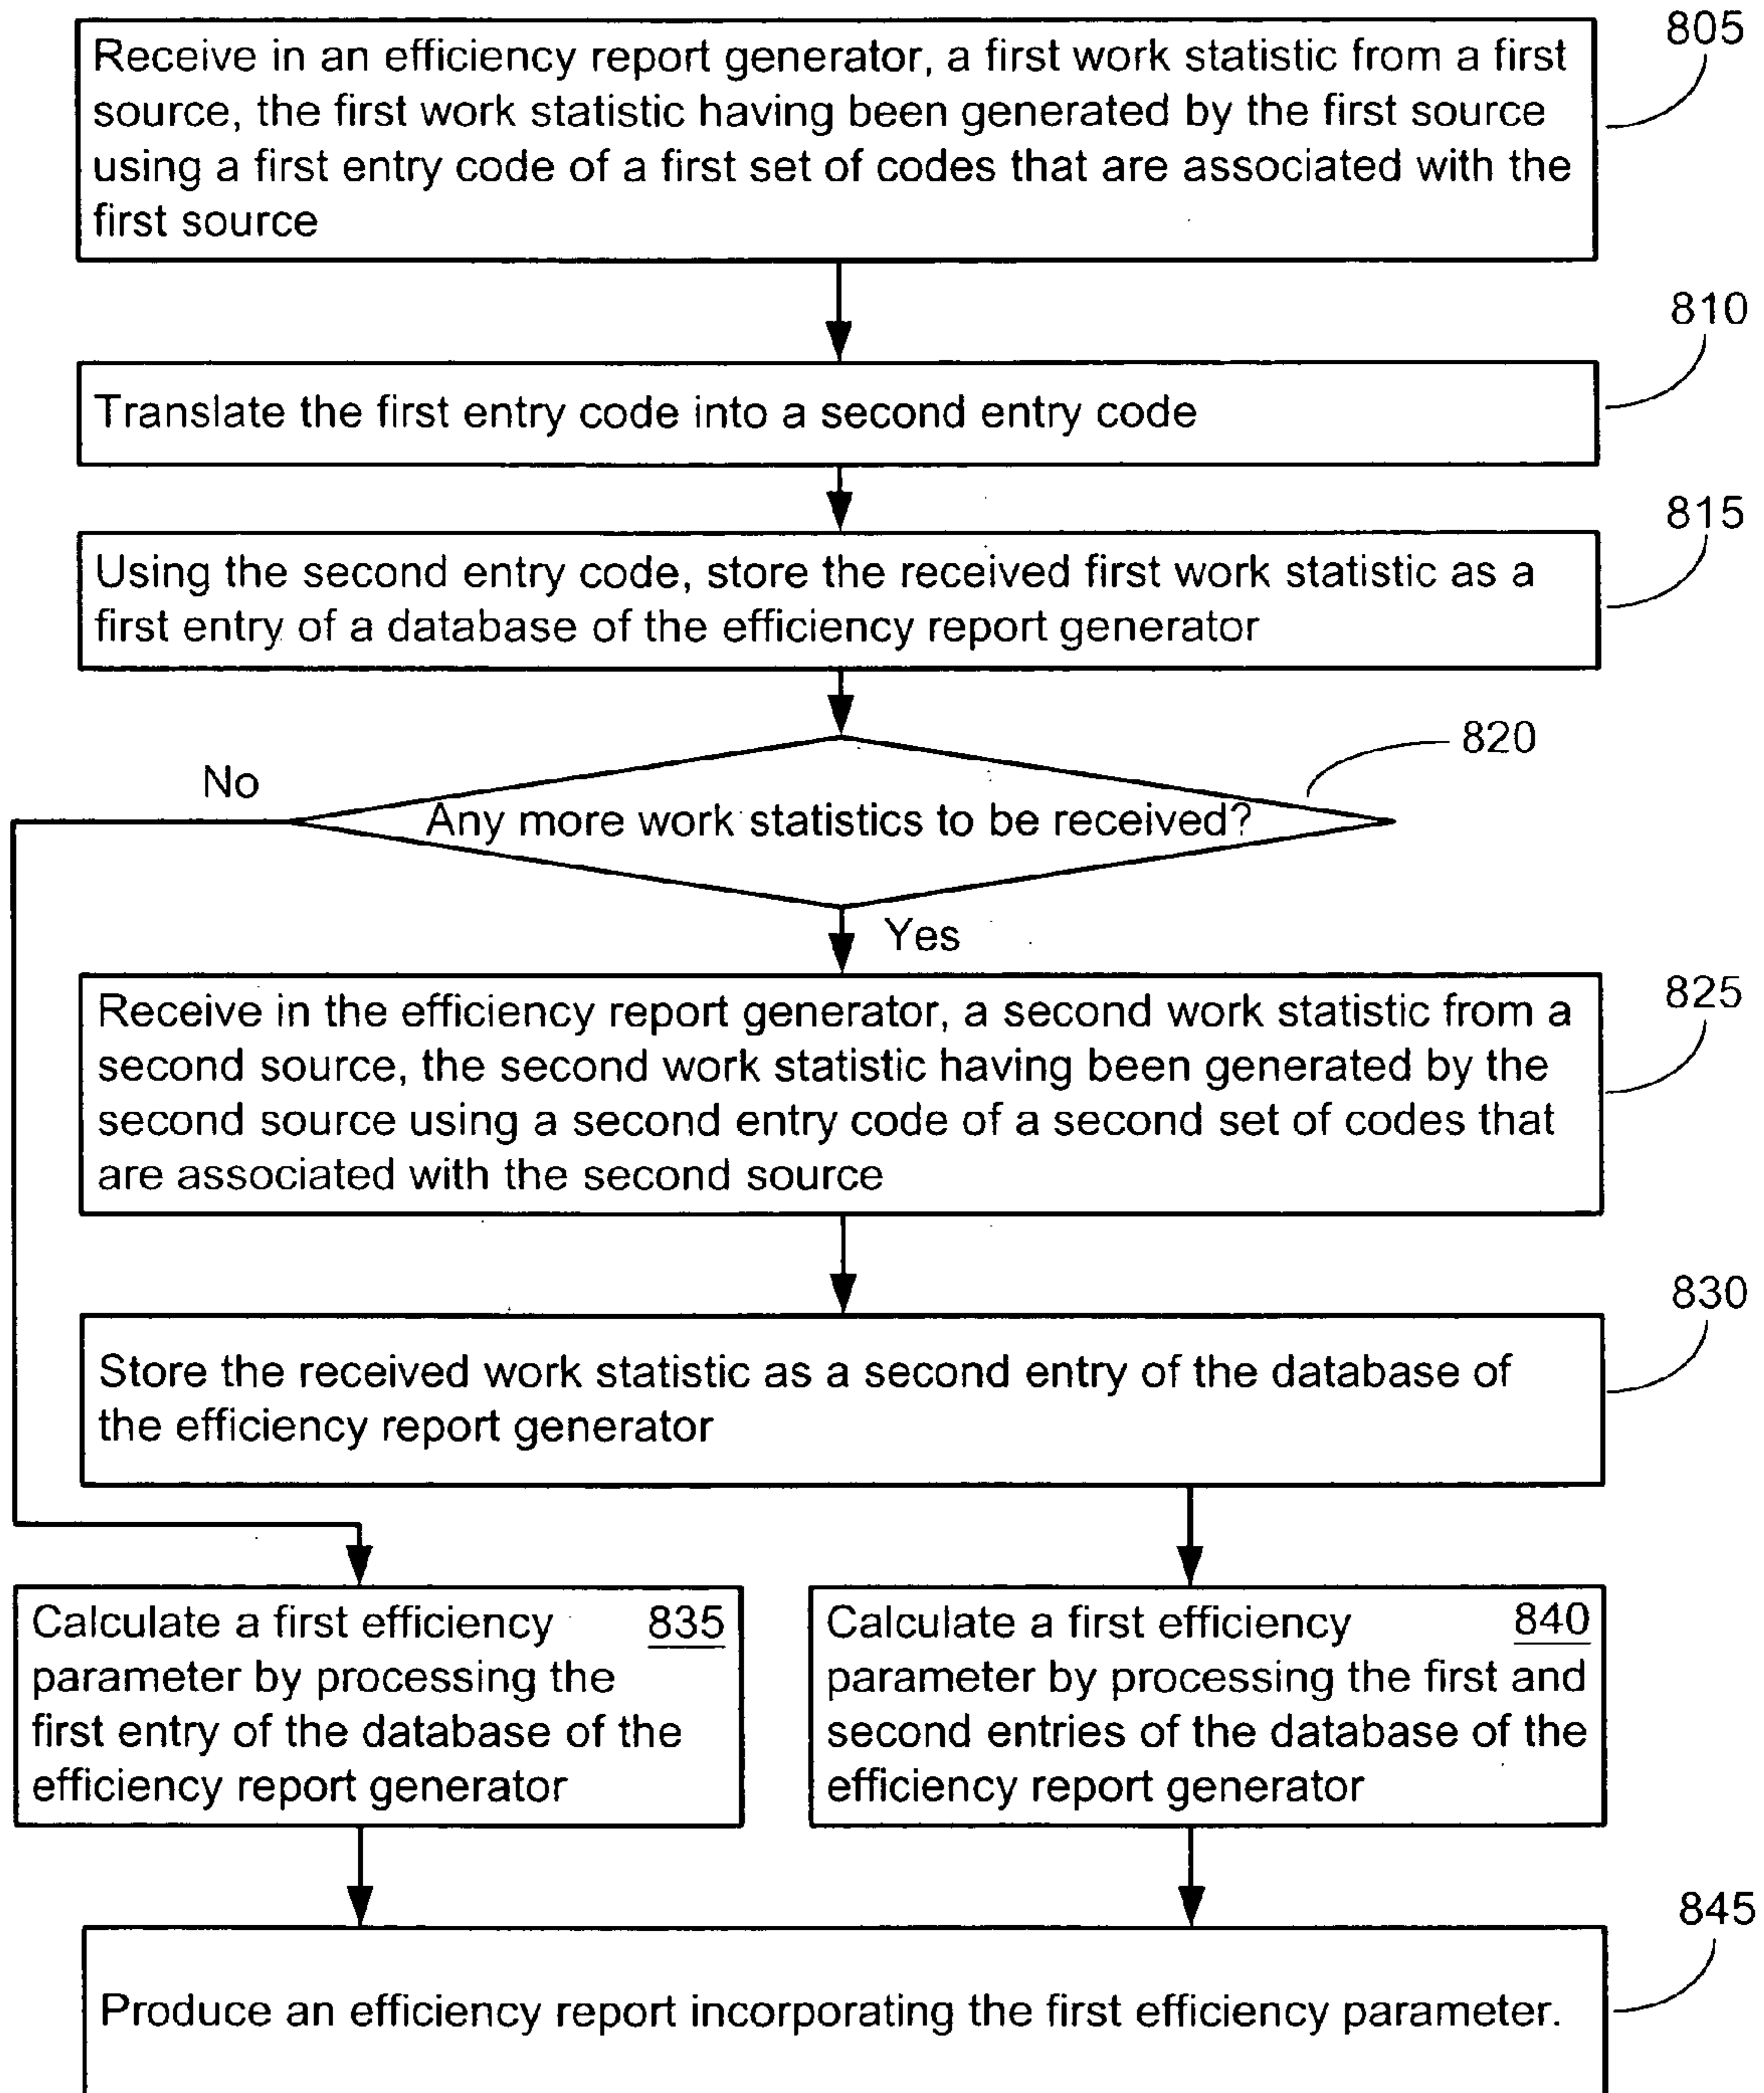 805
Receive in an efficiency report generator, a first work statistic from a first
source, the first work statistic having been generated by the first source
using a first entry code of a first set of codes that are associated with the
first source
810
Translate the first entry code into a second entry code
815
Using the second entry code, store the received first work statistic as a
first entry of a database of the efficiency report generator
820
No
Any more work statistics to be received?
Yes
825
Receive in the efficiency report generator, a second work statistic from a
second source, the second work statistic having been generated by the
second source using a second entry code of a second set of codes that
are associated with the second source
830
Store the received work statistic as a second entry of the database of
the efficiency report generator
Calculate a first efficiency 835
parameter by processing the
first entry of the database of the
efficiency report generator
Calculate a first efficiency 840
parameter by processing the first and
second entries of the database of the
efficiency report generator
845
Produce an efficiency report incorporating the first efficiency parameter.